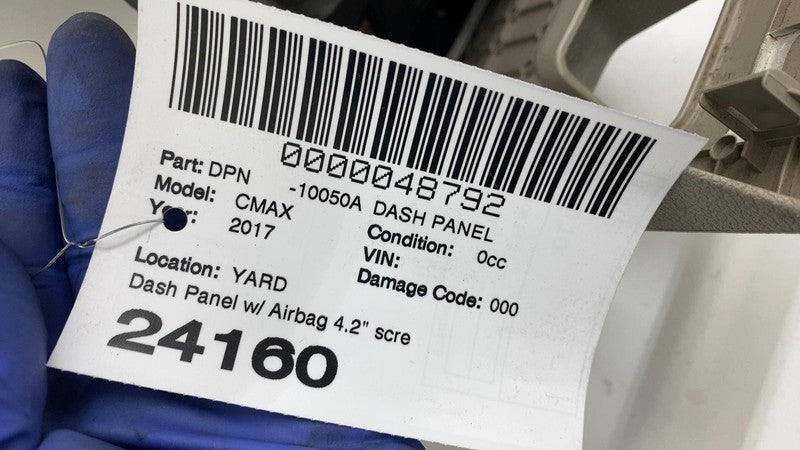 0000048792
Part: DPN -10050A DASH PANEL
Model: CMAX Condition: 0cc
Year: 2017 VIN:
Location: YARD Damage Code: 000
Dash Panel w/ Airbag 4.2" scre
24160